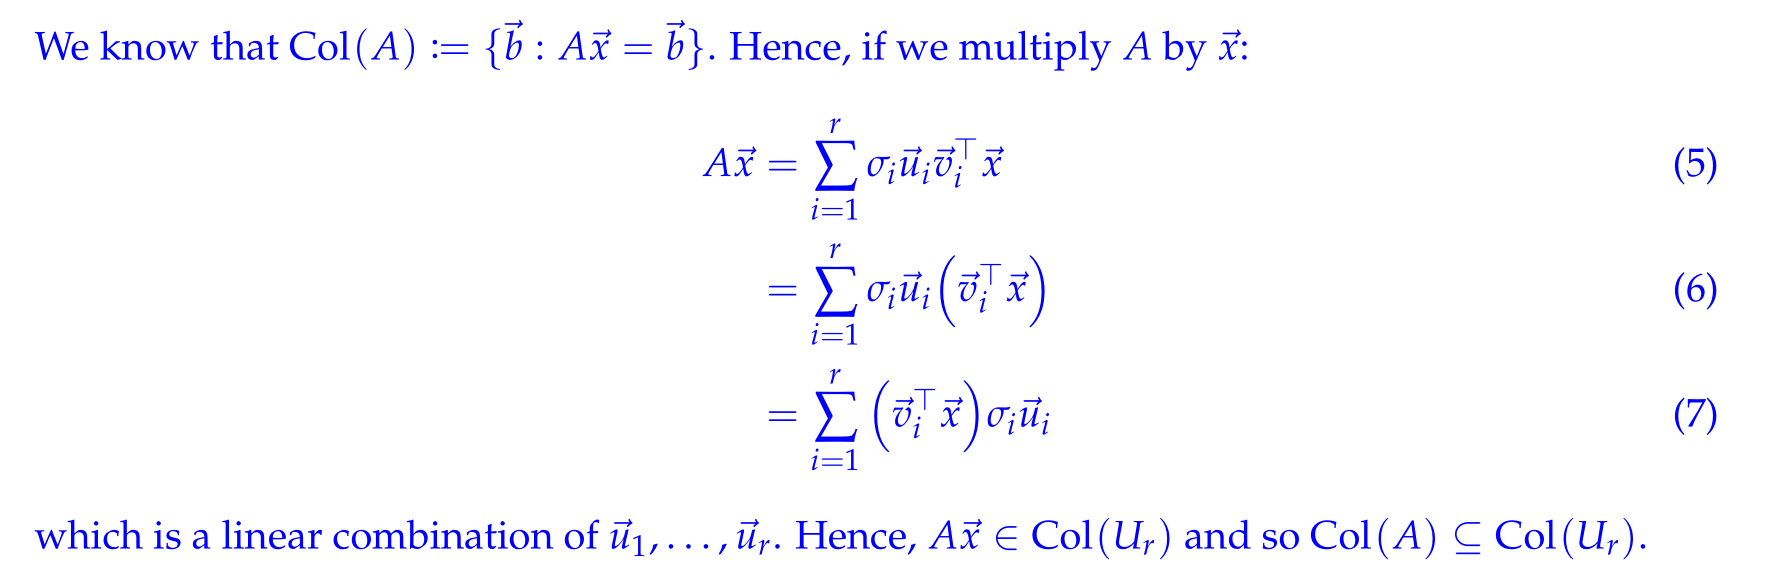 We know that Col(A) := {b⃗ : Ax⃗ = b⃗}. Hence, if we multiply A by x⃗:
Ax⃗ = ∑_{i=1}^{r} σ_i u⃗_i v⃗_i^⊤ x⃗ (5)
= ∑_{i=1}^{r} σ_i u⃗_i (v⃗_i^⊤ x⃗) (6)
= ∑_{i=1}^{r} (v⃗_i^⊤ x⃗) σ_i u⃗_i (7)
which is a linear combination of u⃗_1, . . . , u⃗_r. Hence, Ax⃗ ∈ Col(U_r) and so Col(A) ⊆ Col(U_r).